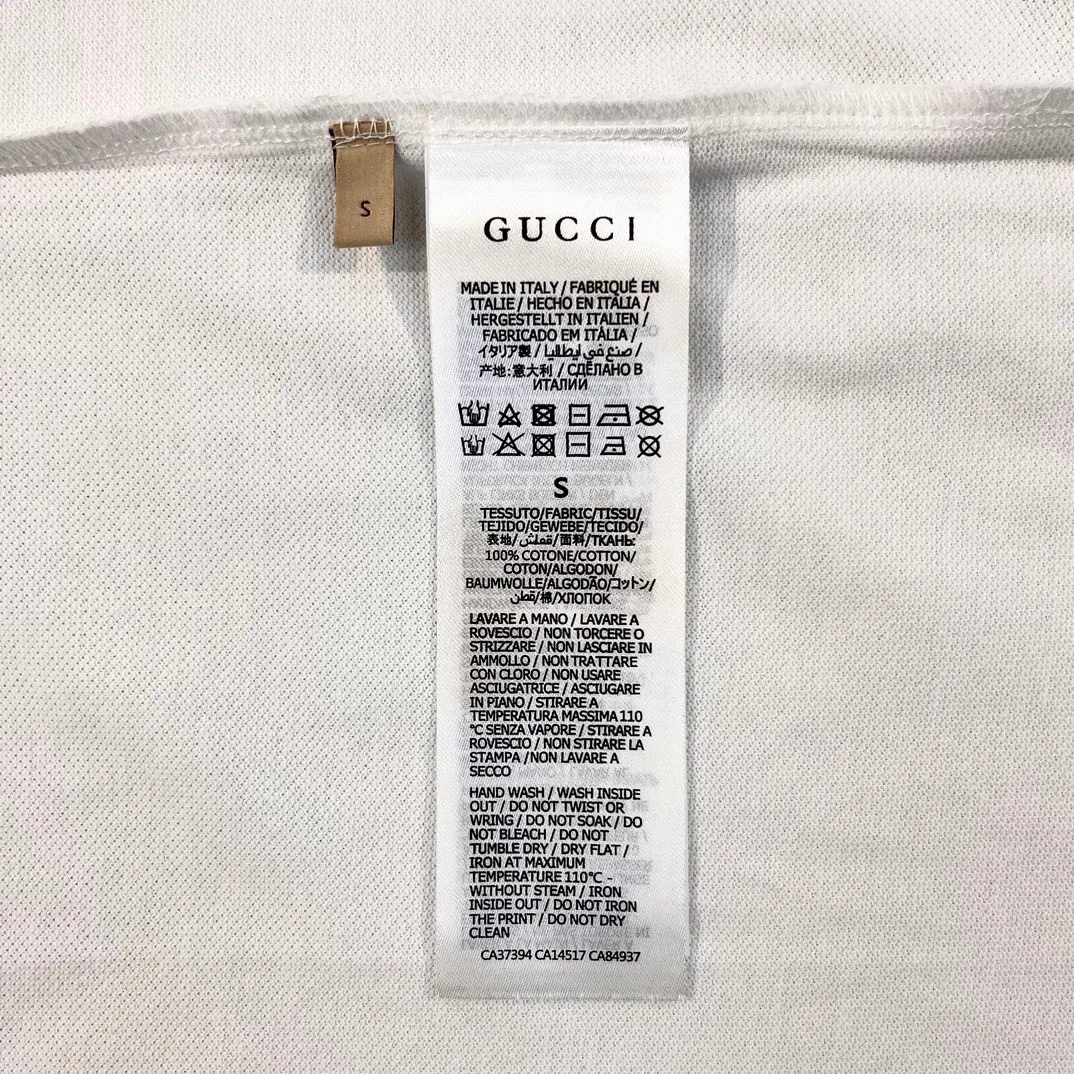 S
GUCCI
MADE IN ITALY / FABRIQUÉ EN
ITALIE / HECHO EN ITALIA /
HERGESTELLT IN ITALIEN /
FABRICADO EM ITÁLIA /
イタリア製 / صنع في إيطاليا /
产地:意大利 / СДЕЛАНО В
ИТАЛИИ
S
TESSUTO/FABRIC/TISSU/
TEJIDO/GEWEBE/TECIDO/
表地/قماش/面料/ТКАНЬ:
100% COTONE/COTTON/
COTON/ALGODON/
BAUMWOLLE/ALGODÃO/コットン/
قطن/棉/ХЛОПОК
LAVARE A MANO / LAVARE A
ROVESCIO / NON TORCERE O
STRIZZARE / NON LASCIARE IN
AMMOLLO / NON TRATTARE
CON CLORO / NON USARE
ASCIUGATRICE / ASCIUGARE
IN PIANO / STIRARE A
TEMPERATURA MASSIMA 110
°C SENZA VAPORE / STIRARE A
ROVESCIO / NON STIRARE LA
STAMPA /NON LAVARE A
SECCO
HAND WASH / WASH INSIDE
OUT / DO NOT TWIST OR
WRING / DO NOT SOAK / DO
NOT BLEACH / DO NOT
TUMBLE DRY / DRY FLAT /
IRON AT MAXIMUM
TEMPERATURE 110°C -
WITHOUT STEAM / IRON
INSIDE OUT / DO NOT IRON
THE PRINT / DO NOT DRY
CLEAN
CA37394 CA14517 CA84937